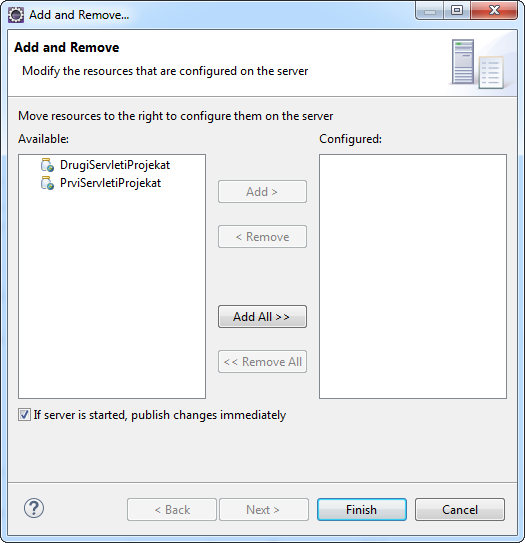 Add and Remove...
Add and Remove
Modify the resources that are configured on the server
Move resources to the right to configure them on the server
Available:
Configured:
DrugiServletiProjekat
PrviServletiProjekat
Add >
< Remove
Add All >>
<< Remove All
If server is started, publish changes immediately
?
< Back
Next >
Finish
Cancel